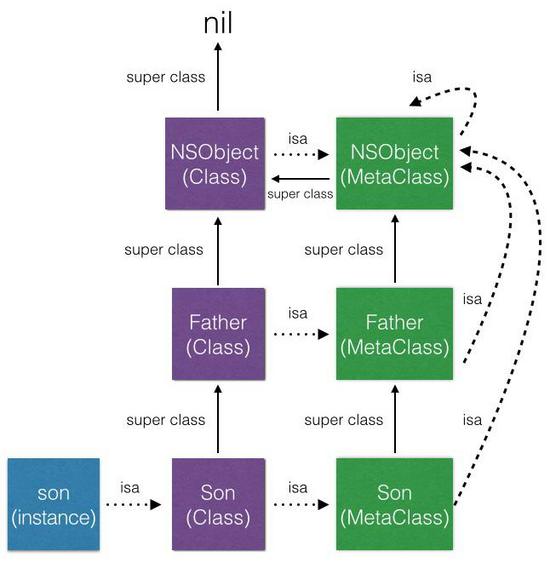 nil
super class
isa
NSObject
(Class)
isa
NSObject
(MetaClass)
super class
super class
super class
isa
Father
(Class)
isa
Father
(MetaClass)
super class
super class
isa
son
(instance)
isa
Son
(Class)
isa
Son
(MetaClass)